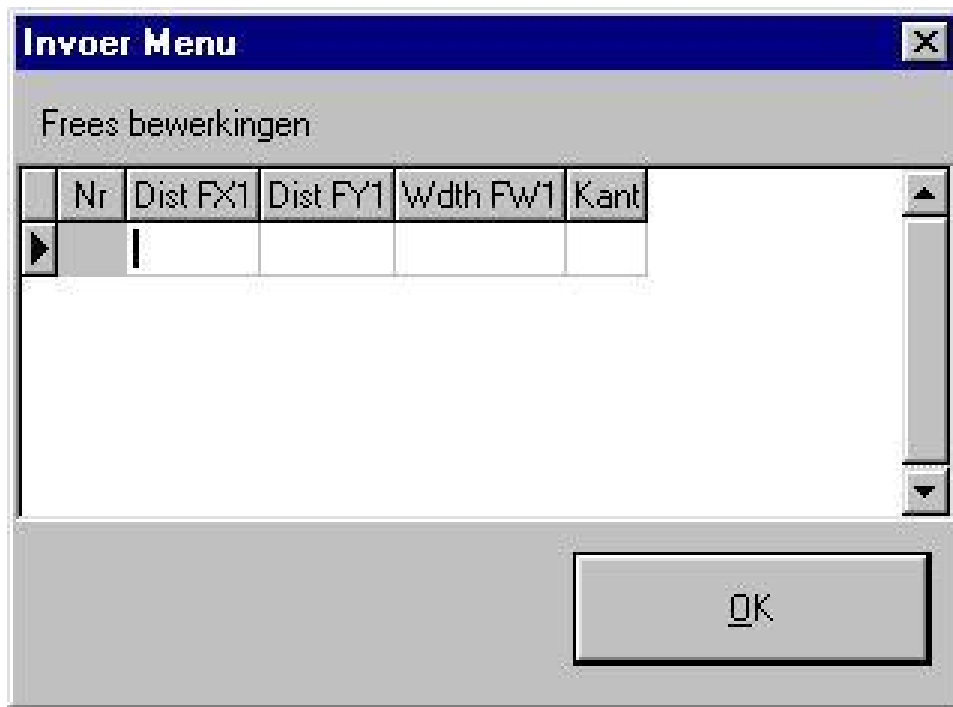 Invoer Menu
Frees bewerkingen
Nr Dist FX1 Dist FY1 Wdth FW1 Kant
OK